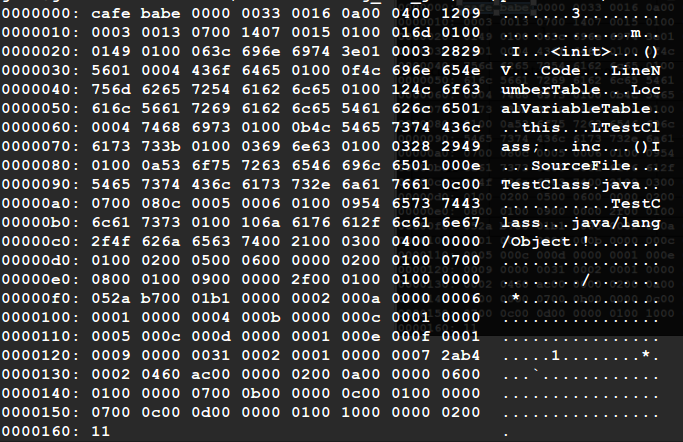 0000000: cafe babe 0000 0033 0016 0a00 0400 1209 .......3........
0000010: 0003 0013 0700 1407 0015 0100 016d 0100 .............m..
0000020: 0149 0100 063c 696e 6974 3e01 0003 2829 .I...<init>...()
0000030: 5601 0004 436f 6465 0100 0f4c 696e 654e V...Code...LineN
0000040: 756d 6265 7254 6162 6c65 0100 124c 6f63 umberTable...Loc
0000050: 616c 5661 7269 6162 6c65 5461 626c 6501 alVariableTable.
0000060: 0004 7468 6973 0100 0b4c 5465 7374 436c ..this...LTestCl
0000070: 6173 733b 0100 0369 6e63 0100 0328 2949 ass;...inc...()I
0000080: 0100 0a53 6f75 7263 6546 696c 6501 000e ...SourceFile...
0000090: 5465 7374 436c 6173 732e 6a61 7661 0c00 TestClass.java..
00000a0: 0700 080c 0005 0006 0100 0954 6573 7443 ...........TestC
00000b0: 6c61 7373 0100 106a 6176 612f 6c61 6e67 lass...java/lang
00000c0: 2f4f 626a 6563 7400 2100 0300 0400 0000 /Object.!.......
00000d0: 0100 0200 0500 0600 0000 0200 0100 0700 ................
00000e0: 0800 0100 0900 0000 2f00 0100 0100 0000 ......../.......
00000f0: 052a b700 01b1 0000 0002 000a 0000 0006 .*..............
0000100: 0001 0000 0004 000b 0000 000c 0001 0000 ................
0000110: 0005 000c 000d 0000 0001 000e 000f 0001 ................
0000120: 0009 0000 0031 0002 0001 0000 0007 2ab4 .....1........*.
0000130: 0002 0460 ac00 0000 0200 0a00 0000 0600 ...`............
0000140: 0100 0000 0700 0b00 0000 0c00 0100 0000 ................
0000150: 0700 0c00 0d00 0000 0100 1000 0000 0200 ................
0000160: 11 .